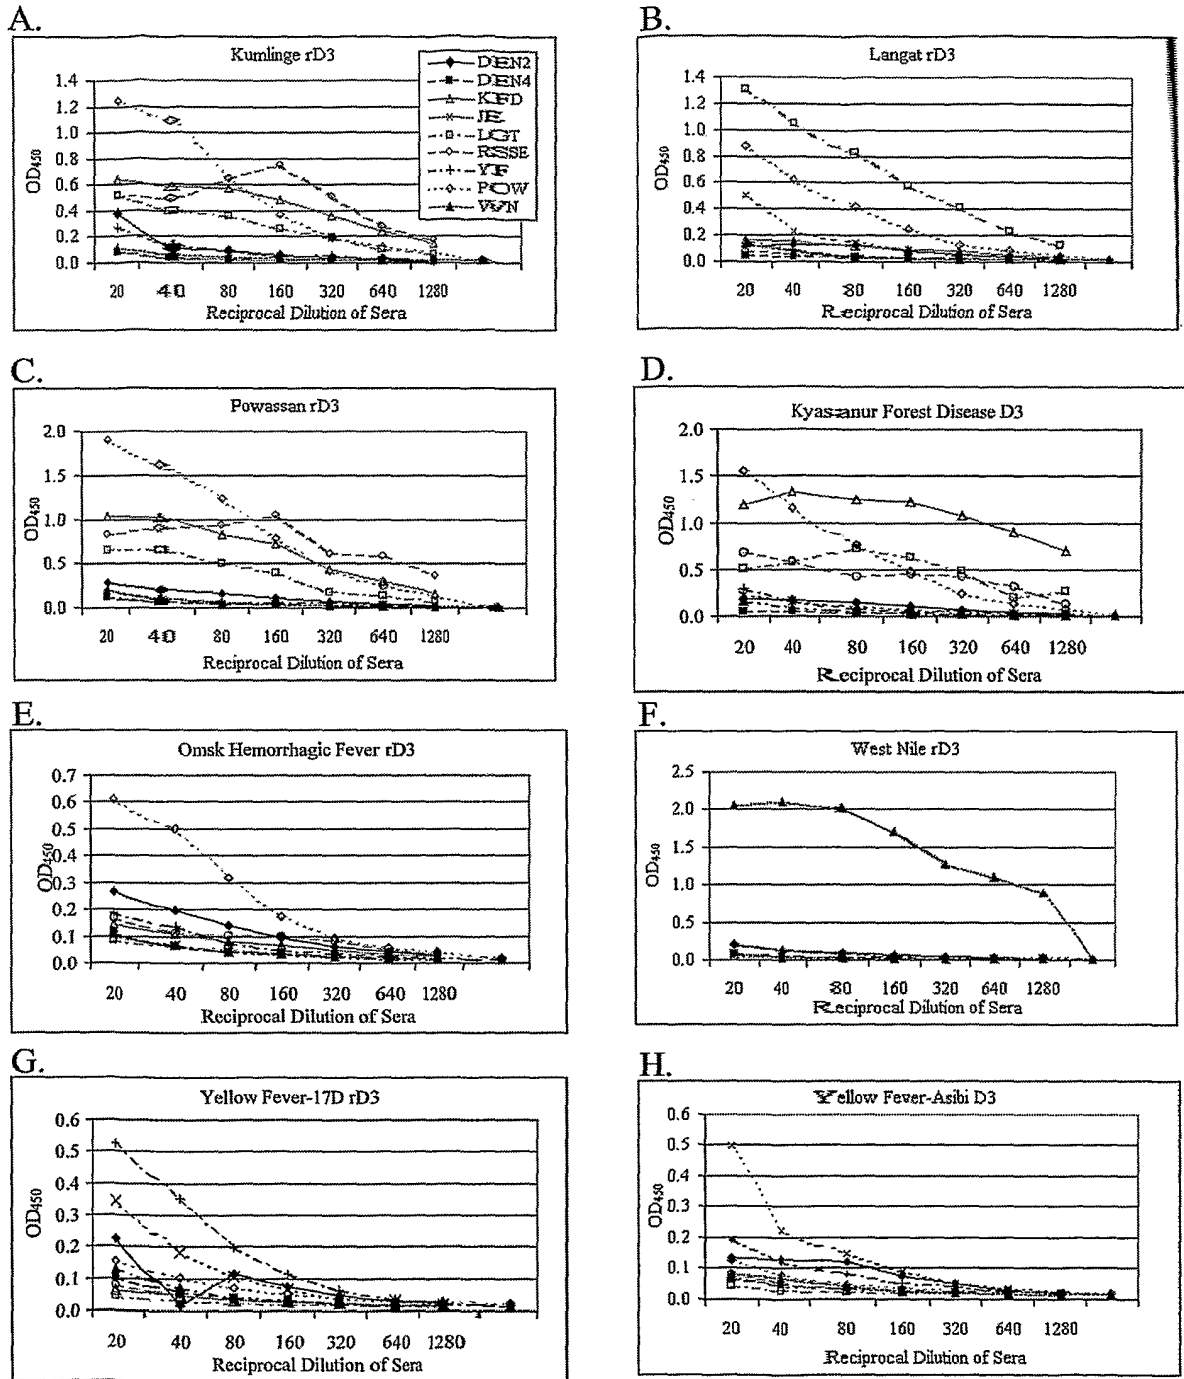 A.
Kumlinge rD3
DEN2
DEN4
KFD
JE
LGT
RSSE
YF
POW
WN
OD450
1.4
1.2
1.0
0.8
0.6
0.4
0.2
0.0
20 40 80 160 320 640 1280
Reciprocal Dilution of Sera
B.
Langat rD3
OD450
1.4
1.2
1.0
0.8
0.6
0.4
0.2
0.0
20 40 80 160 320 640 1280
Reciprocal Dilution of Sera
C.
Powassan rD3
OD450
2.0
1.5
1.0
0.5
0.0
20 40 80 160 320 640 1280
Reciprocal Dilution of Sera
D.
Kyasanur Forest Disease D3
OD450
2.0
1.5
1.0
0.5
0.0
20 40 80 160 320 640 1280
Reciprocal Dilution of Sera
E.
Omsk Hemorrhagic Fever rD3
OD450
0.7
0.6
0.5
0.4
0.3
0.2
0.1
0.0
20 40 80 160 320 640 1280
Reciprocal Dilution of Sera
F.
West Nile rD3
OD450
2.5
2.0
1.5
1.0
0.5
0.0
20 40 80 160 320 640 1280
Reciprocal Dilution of Sera
G.
Yellow Fever-17D rD3
OD450
0.6
0.5
0.4
0.3
0.2
0.1
0.0
20 40 80 160 320 640 1280
Reciprocal Dilution of Sera
H.
Yellow Fever-Asibi D3
OD450
0.6
0.5
0.4
0.3
0.2
0.1
0.0
20 40 80 160 320 640 1280
Reciprocal Dilution of Sera